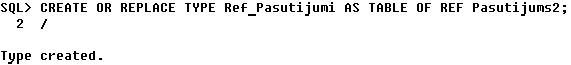 SQL> CREATE OR REPLACE TYPE Ref_Pasutijumi AS TABLE OF REF Pasutijums2;
2 /
Type created.